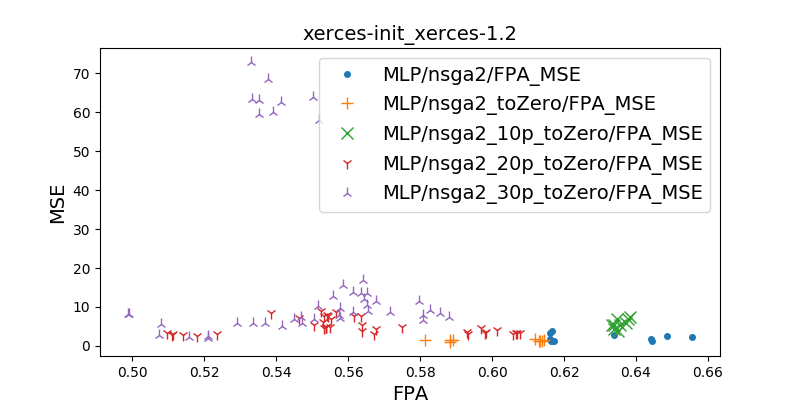 xerces-init_xerces-1.2
MSE
70
60
50
40
30
20
10
0
MLP/nsga2/FPA_MSE
MLP/nsga2_toZero/FPA_MSE
MLP/nsga2_10p_toZero/FPA_MSE
MLP/nsga2_20p_toZero/FPA_MSE
MLP/nsga2_30p_toZero/FPA_MSE
0.50 0.52 0.54 0.56 0.58 0.60 0.62 0.64 0.66
FPA